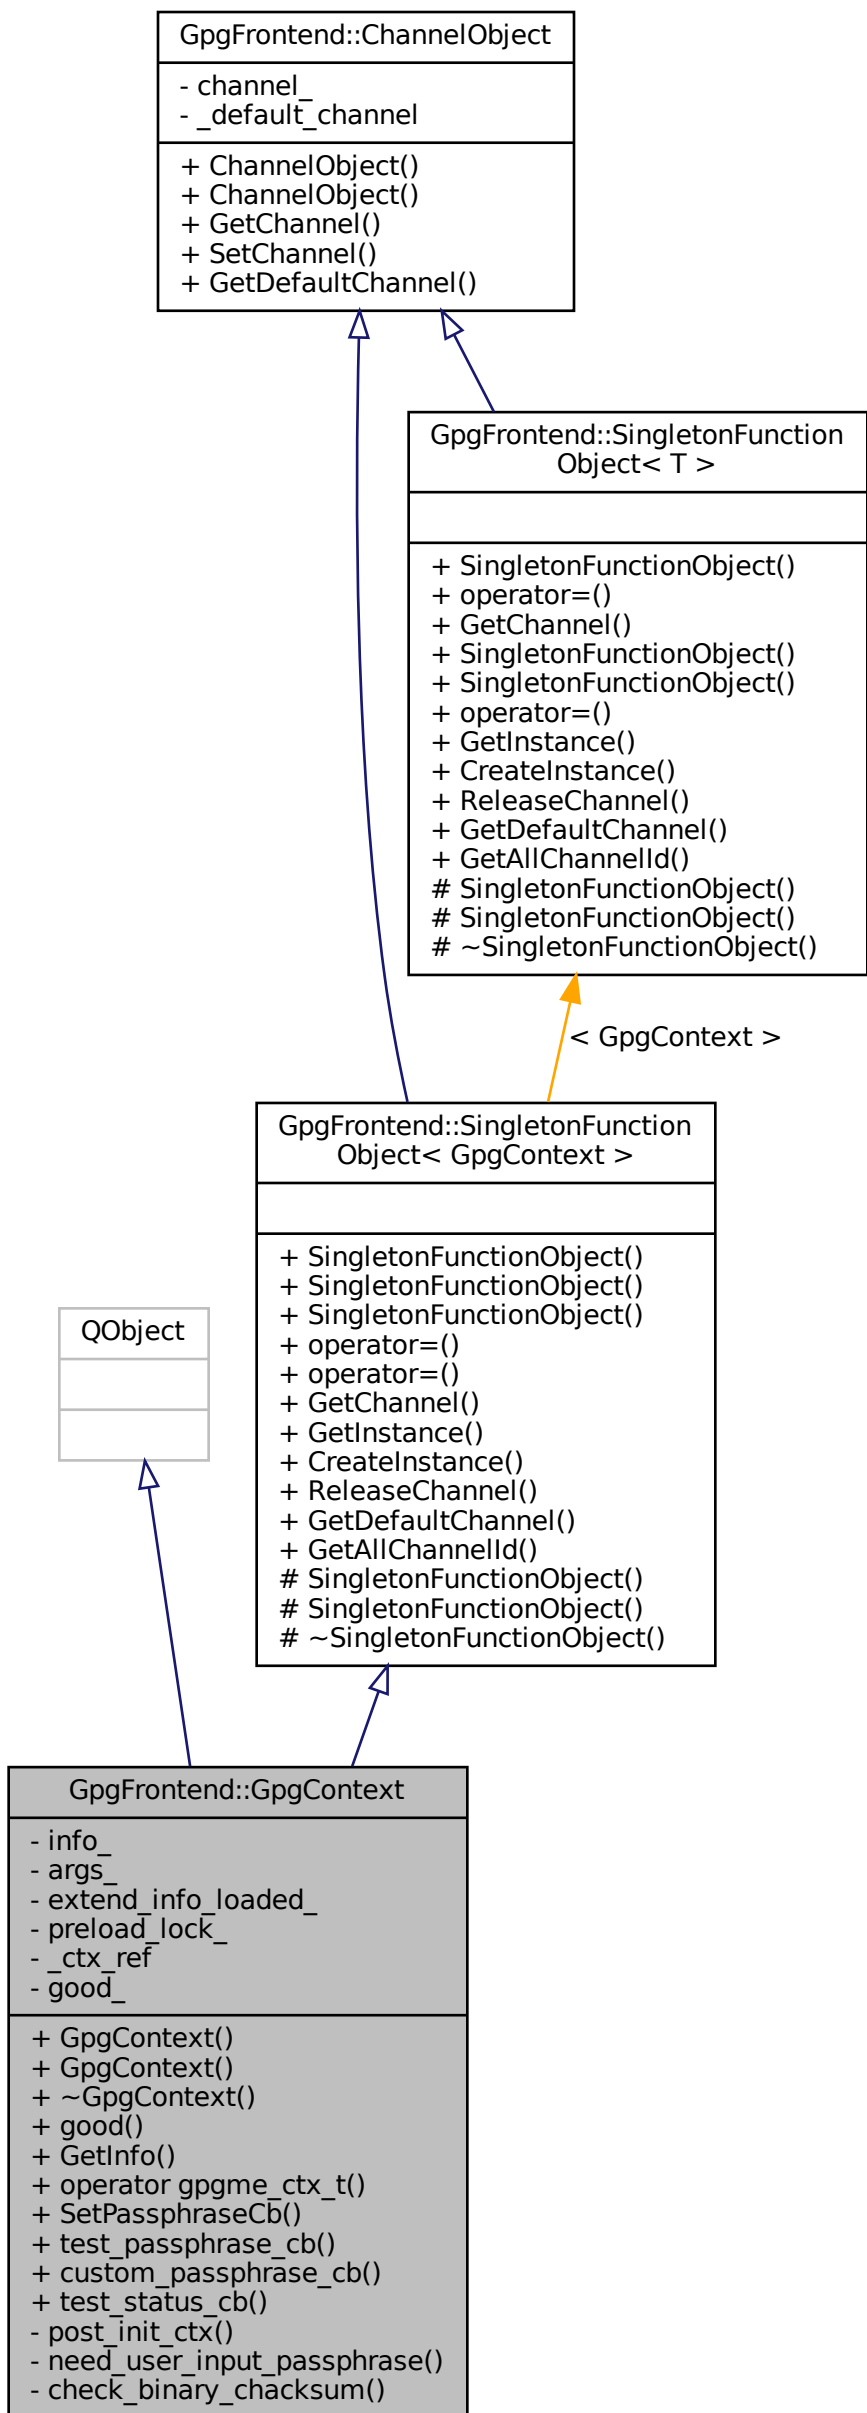 GpgFrontend::ChannelObject
- channel_
- _default_channel
+ ChannelObject()
+ ChannelObject()
+ GetChannel()
+ SetChannel()
+ GetDefaultChannel()
GpgFrontend::SingletonFunction
Object< T >
+ SingletonFunctionObject()
+ operator=()
+ GetChannel()
+ SingletonFunctionObject()
+ SingletonFunctionObject()
+ operator=()
+ GetInstance()
+ CreateInstance()
+ ReleaseChannel()
+ GetDefaultChannel()
+ GetAllChannelId()
# SingletonFunctionObject()
# SingletonFunctionObject()
# ~SingletonFunctionObject()
< GpgContext >
GpgFrontend::SingletonFunction
Object< GpgContext >
+ SingletonFunctionObject()
+ SingletonFunctionObject()
+ SingletonFunctionObject()
+ operator=()
+ operator=()
+ GetChannel()
+ GetInstance()
+ CreateInstance()
+ ReleaseChannel()
+ GetDefaultChannel()
+ GetAllChannelId()
# SingletonFunctionObject()
# SingletonFunctionObject()
# ~SingletonFunctionObject()
QObject
GpgFrontend::GpgContext
- info_
- args_
- extend_info_loaded_
- preload_lock_
- _ctx_ref
- good_
+ GpgContext()
+ GpgContext()
+ ~GpgContext()
+ good()
+ GetInfo()
+ operator gpgme_ctx_t()
+ SetPassphraseCb()
+ test_passphrase_cb()
+ custom_passphrase_cb()
+ test_status_cb()
- post_init_ctx()
- need_user_input_passphrase()
- check_binary_chacksum()